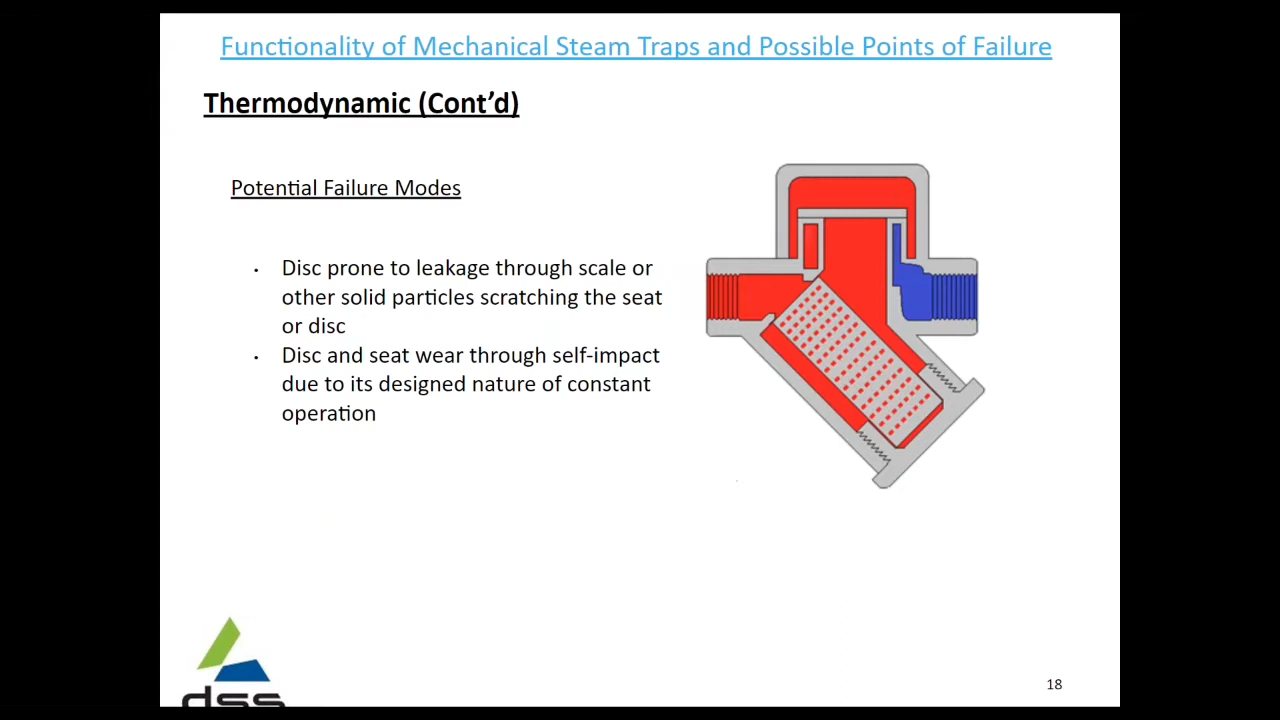 Functionality of Mechanical Steam Traps and Possible Points of Failure
Thermodynamic (Cont’d)
Potential Failure Modes
• Disc prone to leakage through scale or
other solid particles scratching the seat
or disc
• Disc and seat wear through self-impact
due to its designed nature of constant
operation
dss
18